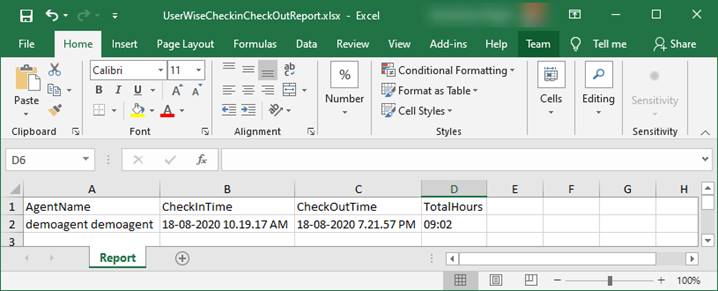 UserWiseCheckinCheckOutReport.xlsx - Excel
File Home Insert Page Layout Formulas Data Review View Add-ins Help Team Tell me Share
Paste
Clipboard
Calibri 11
B I U A A
A
Font
ab c
Alignment
%
Number
Conditional Formatting
Format as Table
Cell Styles
Styles
Cells
Editing
Sensitivity
Sensitivity
D6 fx
A B C D E F G H
1 AgentName CheckInTime CheckOutTime TotalHours
2 demoagent demoagent 18-08-2020 10.19.17 AM 18-08-2020 7.21.57 PM 09:02
3
Report
100%